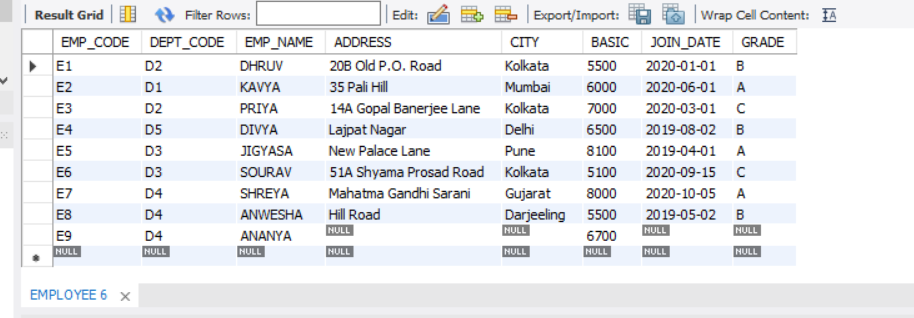 Result Grid Filter Rows: Edit: Export/Import: Wrap Cell Content: IA
EMP_CODE DEPT_CODE EMP_NAME ADDRESS CITY BASIC JOIN_DATE GRADE
E1 D2 DHRUV 20B Old P.O. Road Kolkata 5500 2020-01-01 B
E2 D1 KAVYA 35 Pali Hill Mumbai 6000 2020-06-01 A
E3 D2 PRIYA 14A Gopal Banerjee Lane Kolkata 7000 2020-03-01 C
E4 D5 DIVYA Lajpat Nagar Delhi 6500 2019-08-02 B
E5 D3 JIGYASA New Palace Lane Pune 8100 2019-04-01 A
E6 D3 SOURAV 51A Shyama Prosad Road Kolkata 5100 2020-09-15 C
E7 D4 SHREYA Mahatma Gandhi Sarani Gujarat 8000 2020-10-05 A
E8 D4 ANWESHA Hill Road Darjeeling 5500 2019-05-02 B
E9 D4 ANANYA NULL NULL 6700 NULL NULL
NULL NULL NULL NULL NULL NULL NULL NULL
EMPLOYEE 6